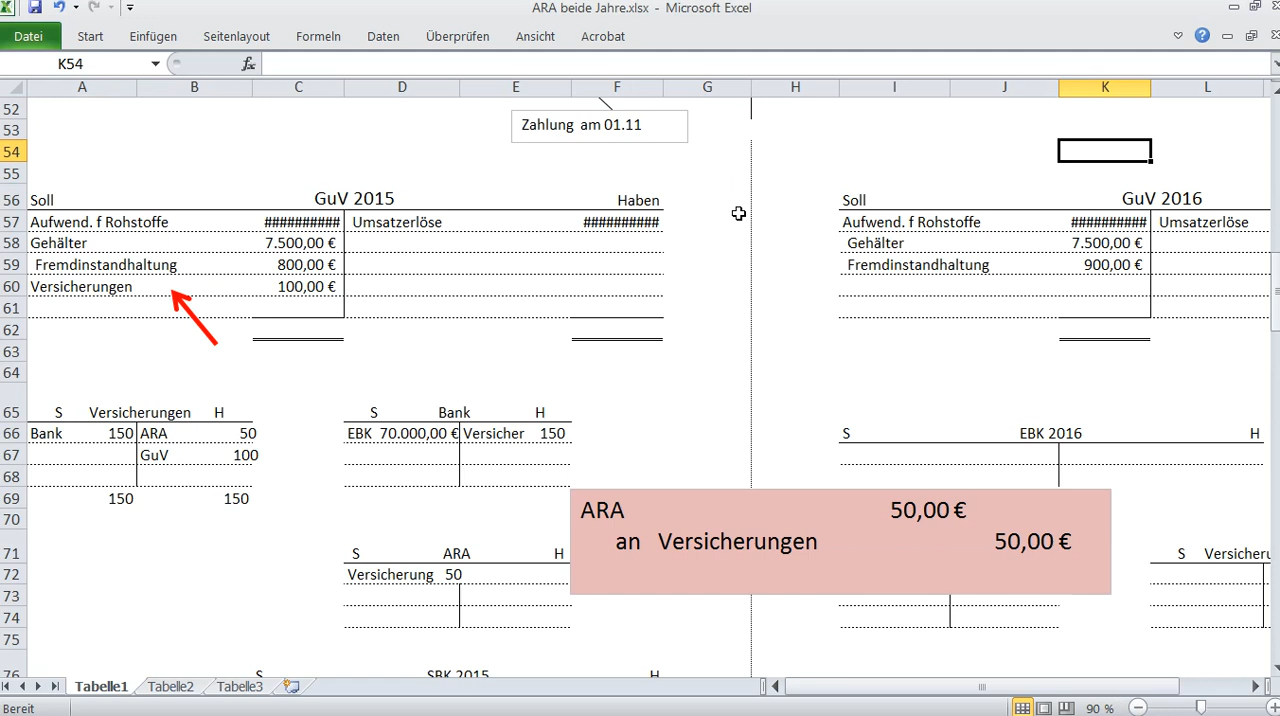 ARA beide Jahre.xlsx - Microsoft Excel
Datei Start Einfügen Seitenlayout Formeln Daten Überprüfen Ansicht Acrobat
K54 fx
A B C D E F G H I J K L
52
Zahlung am 01.11
53
54
55
56 Soll GuV 2015 Haben Soll GuV 2016
57 Aufwend. f Rohstoffe ########## Umsatzerlöse ########## Aufwend. f Rohstoffe ########## Umsatzerlöse
58 Gehälter 7.500,00 € Gehälter 7.500,00 €
59 Fremdinstandhaltung 800,00 € Fremdinstandhaltung 900,00 €
60 Versicherungen 100,00 €
61
62
63
64
65 S Versicherungen H S Bank H
66 Bank 150 ARA 50 EBK 70.000,00 € Versicher 150 S EBK 2016 H
67 GuV 100
68
69 150 150
ARA 50,00 €
70
an Versicherungen 50,00 €
71 S ARA H S Versicheru
72 Versicherung 50
73
74
75
76 S SBK 2015 H
Tabelle1 Tabelle2 Tabelle3
Bereit 90 %